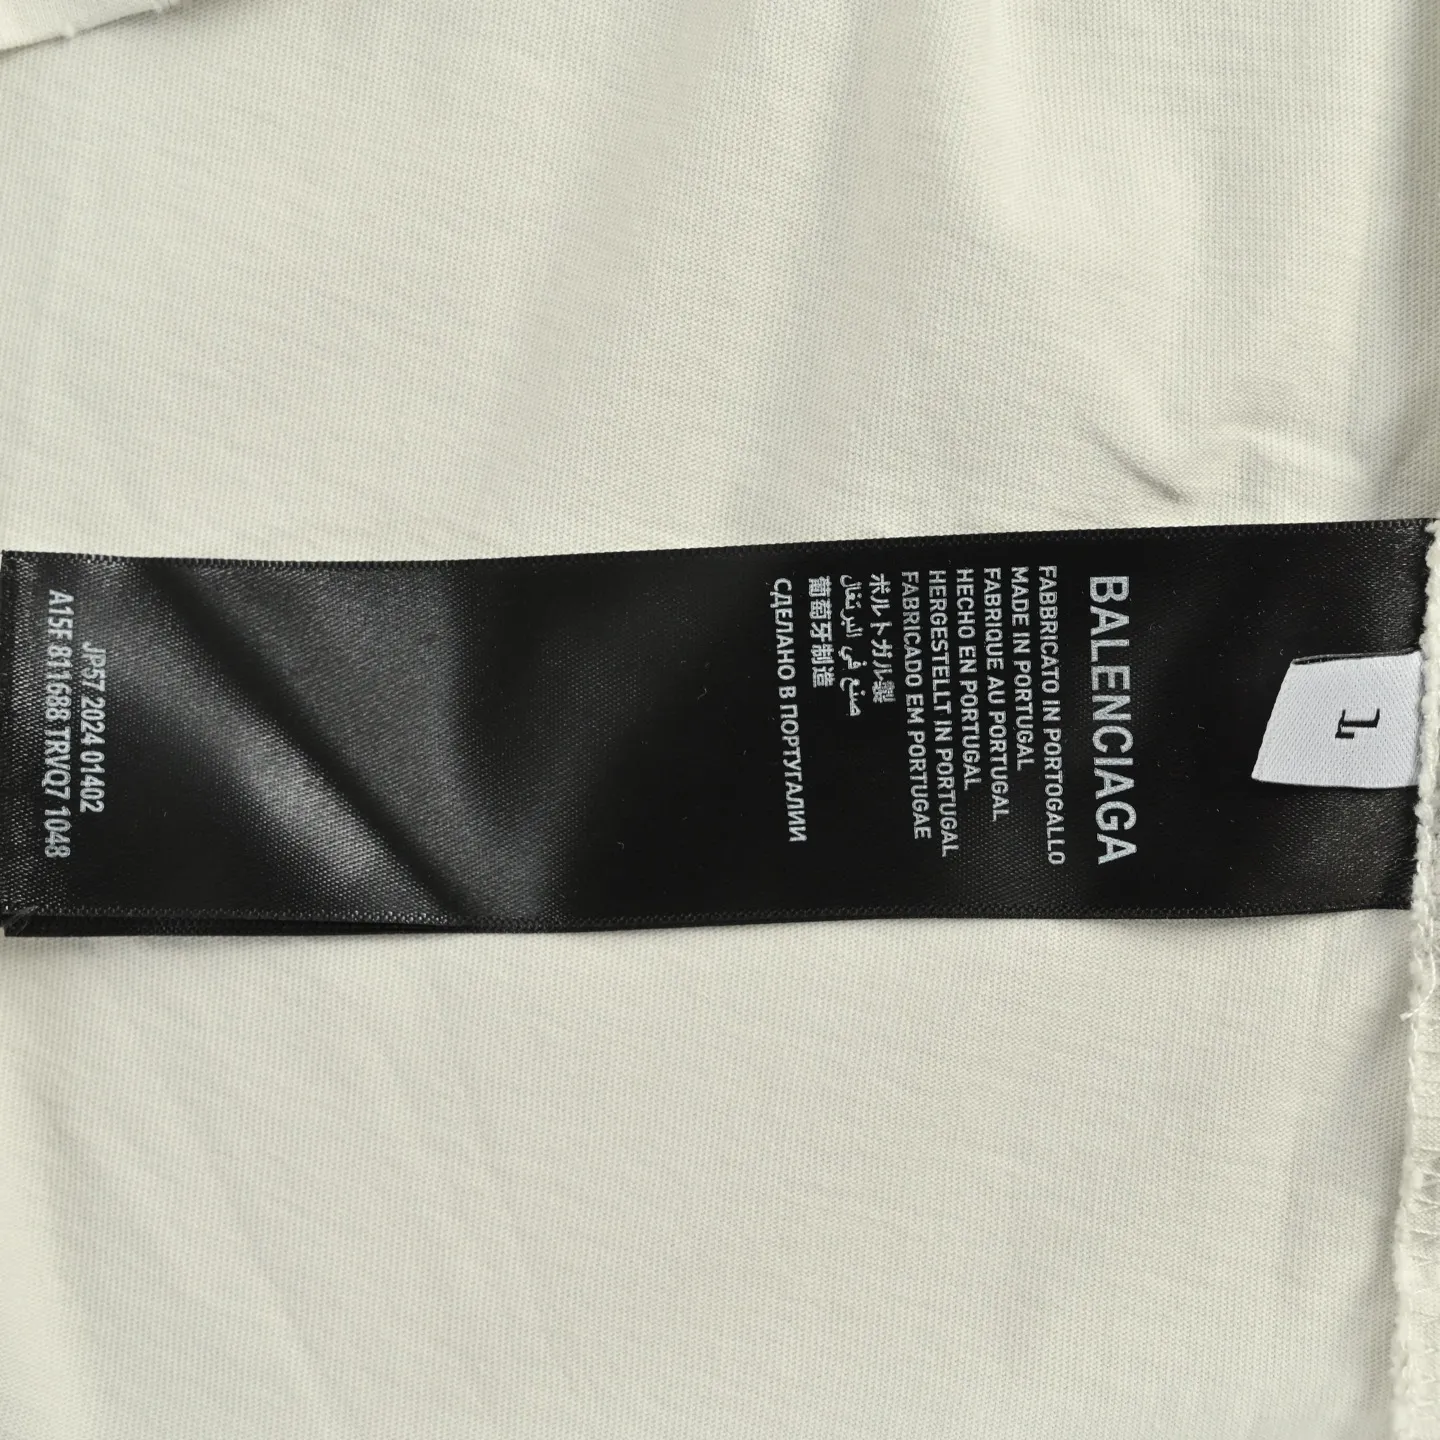 L
BALENCIAGA
FABBRICATO IN PORTOGALLO
MADE IN PORTUGAL
FABRIQUE AU PORTUGAL
HECHO EN PORTUGAL
HERGESTELLT IN PORTUGAL
FABRICADO EM PORTUGAE
ポルトガル製
صنع في البرتغال
葡萄牙制造
СДЕЛАНО В ПОРТУГАЛИИ
JP57 2024 01402
A15F 811688 TRVQ7 1048